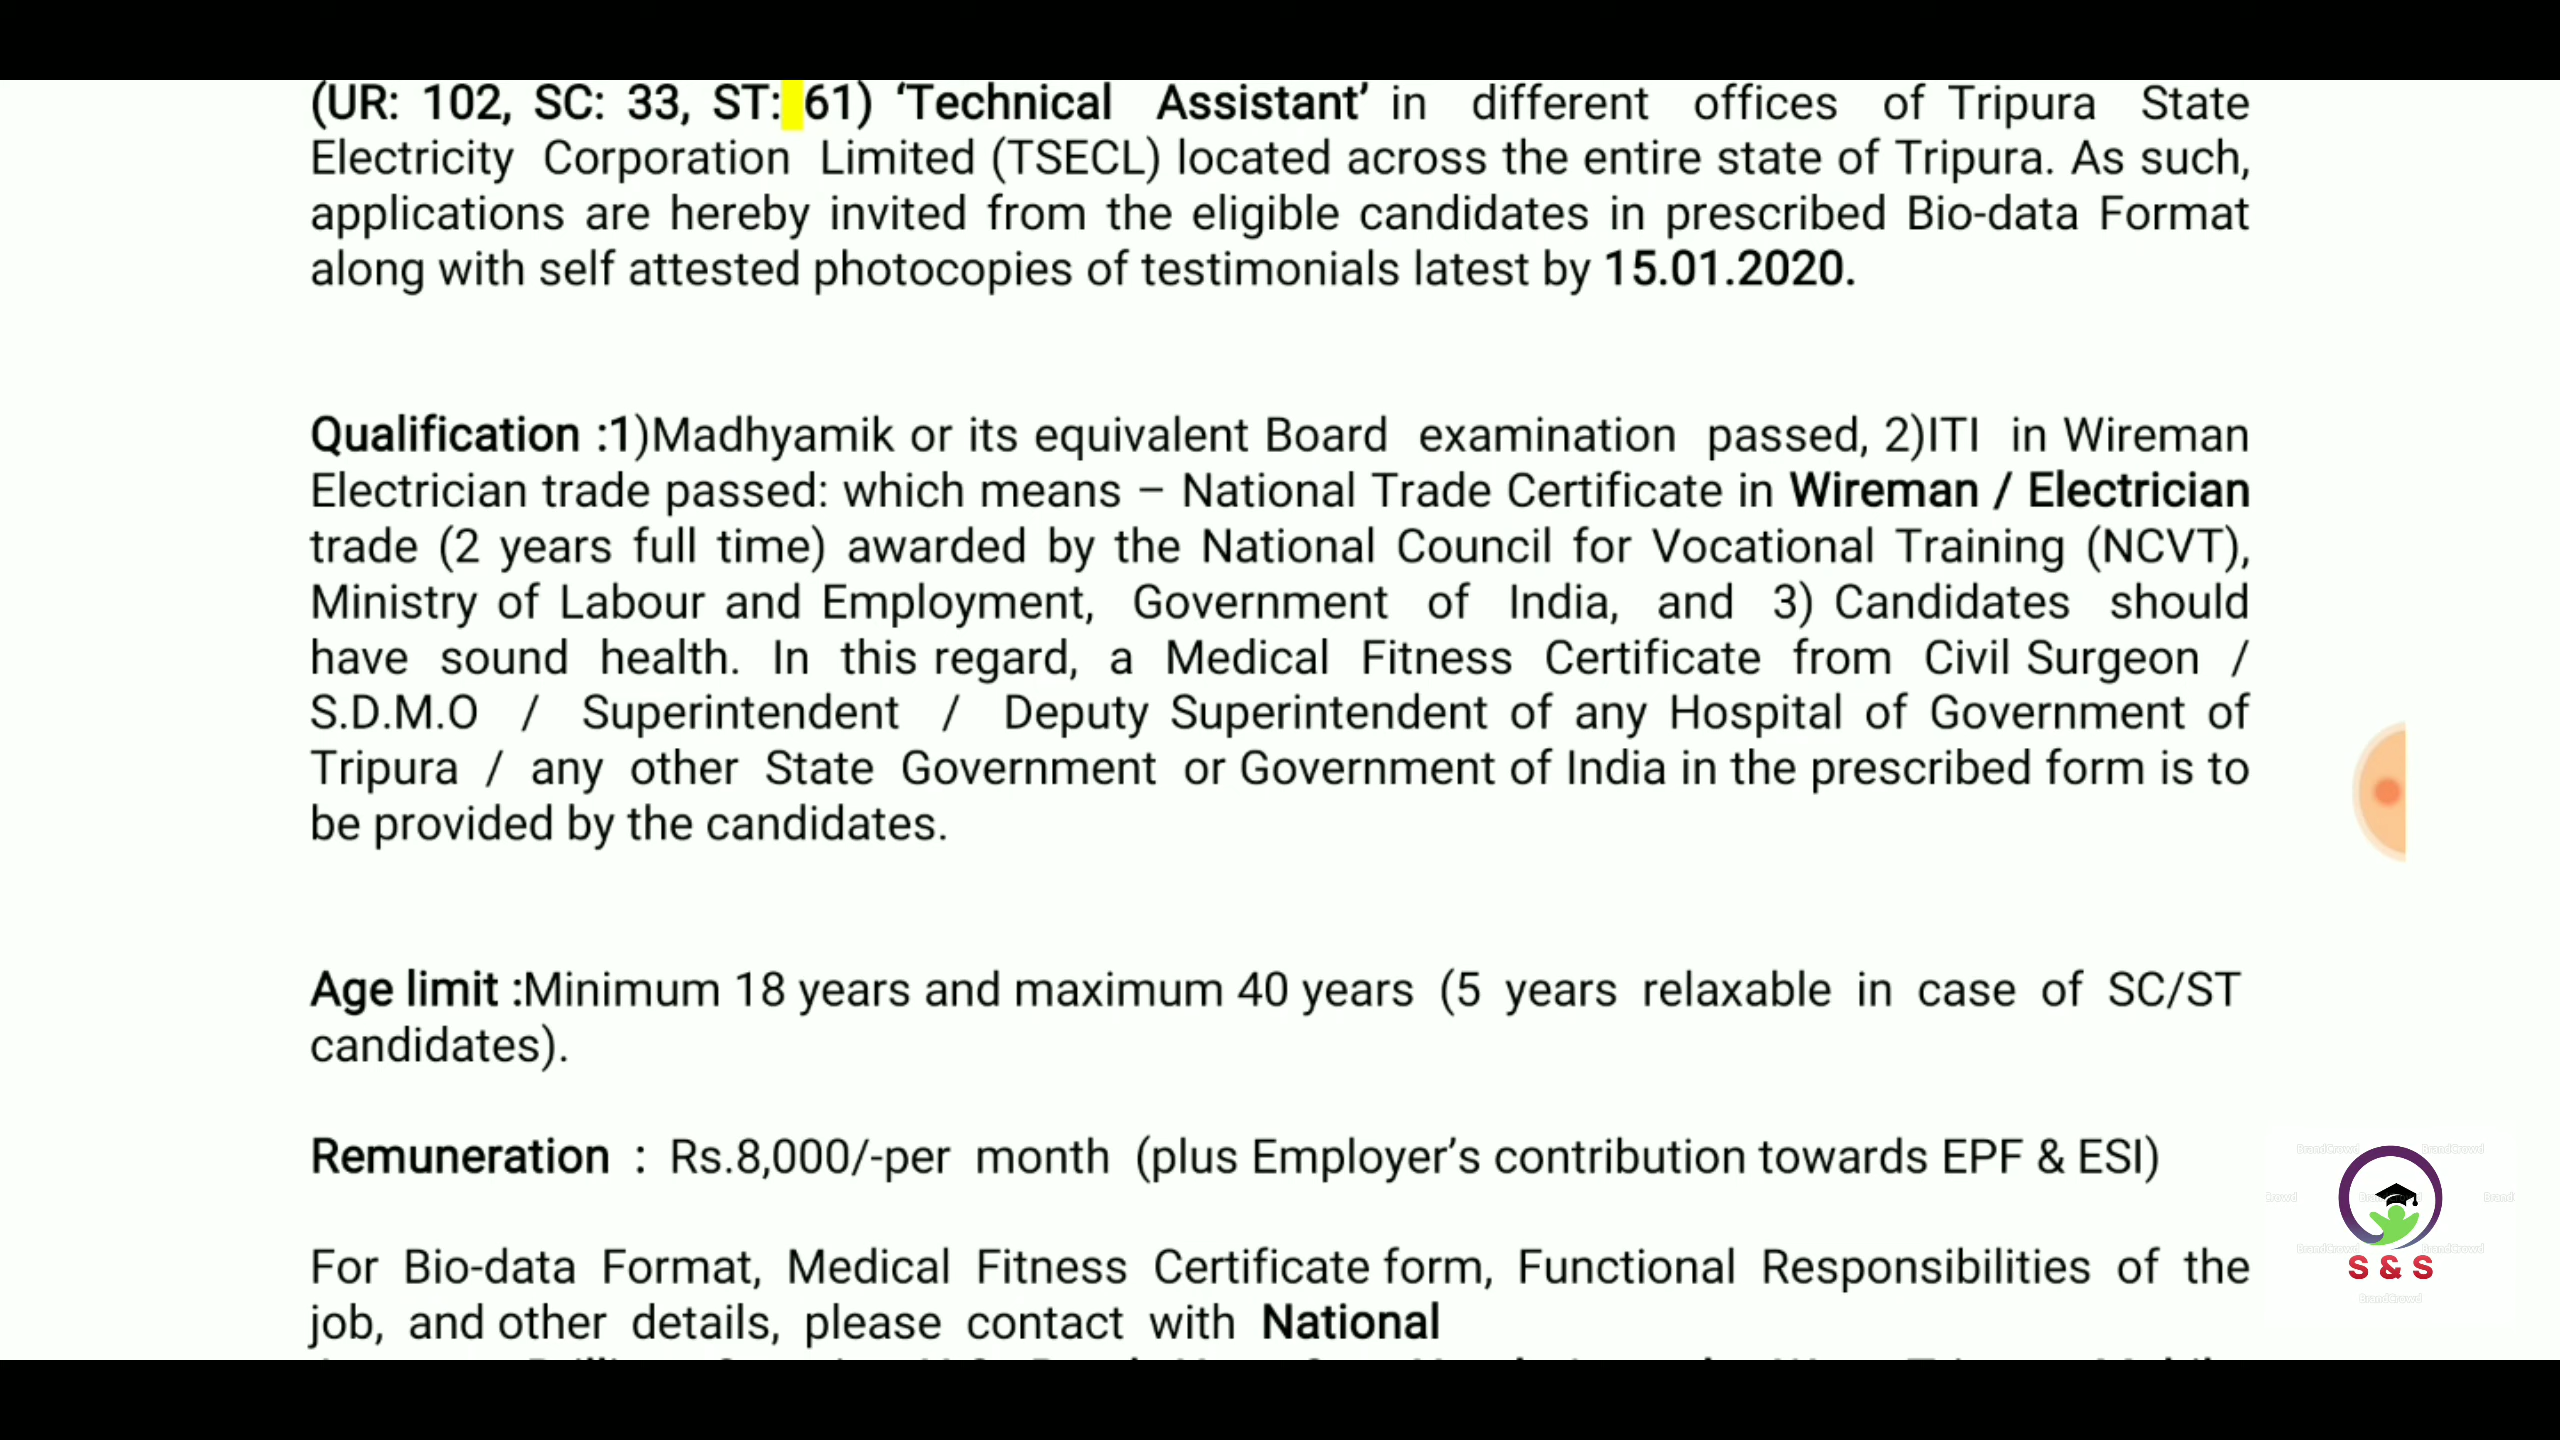 (UR: 102, SC: 33, ST: 61) ‘Technical Assistant’ in different offices of Tripura State
Electricity Corporation Limited (TSECL) located across the entire state of Tripura. As such,
applications are hereby invited from the eligible candidates in prescribed Bio-data Format
along with self attested photocopies of testimonials latest by 15.01.2020.
Qualification :1)Madhyamik or its equivalent Board examination passed, 2)ITI in Wireman
Electrician trade passed: which means – National Trade Certificate in Wireman / Electrician
trade (2 years full time) awarded by the National Council for Vocational Training (NCVT),
Ministry of Labour and Employment, Government of India, and 3) Candidates should
have sound health. In this regard, a Medical Fitness Certificate from Civil Surgeon /
S.D.M.O / Superintendent / Deputy Superintendent of any Hospital of Government of
Tripura / any other State Government or Government of India in the prescribed form is to
be provided by the candidates.
Age limit :Minimum 18 years and maximum 40 years (5 years relaxable in case of SC/ST
candidates).
Remuneration : Rs.8,000/-per month (plus Employer’s contribution towards EPF & ESI)
For Bio-data Format, Medical Fitness Certificate form, Functional Responsibilities of the
job, and other details, please contact with National
S & S
BrandCrowd